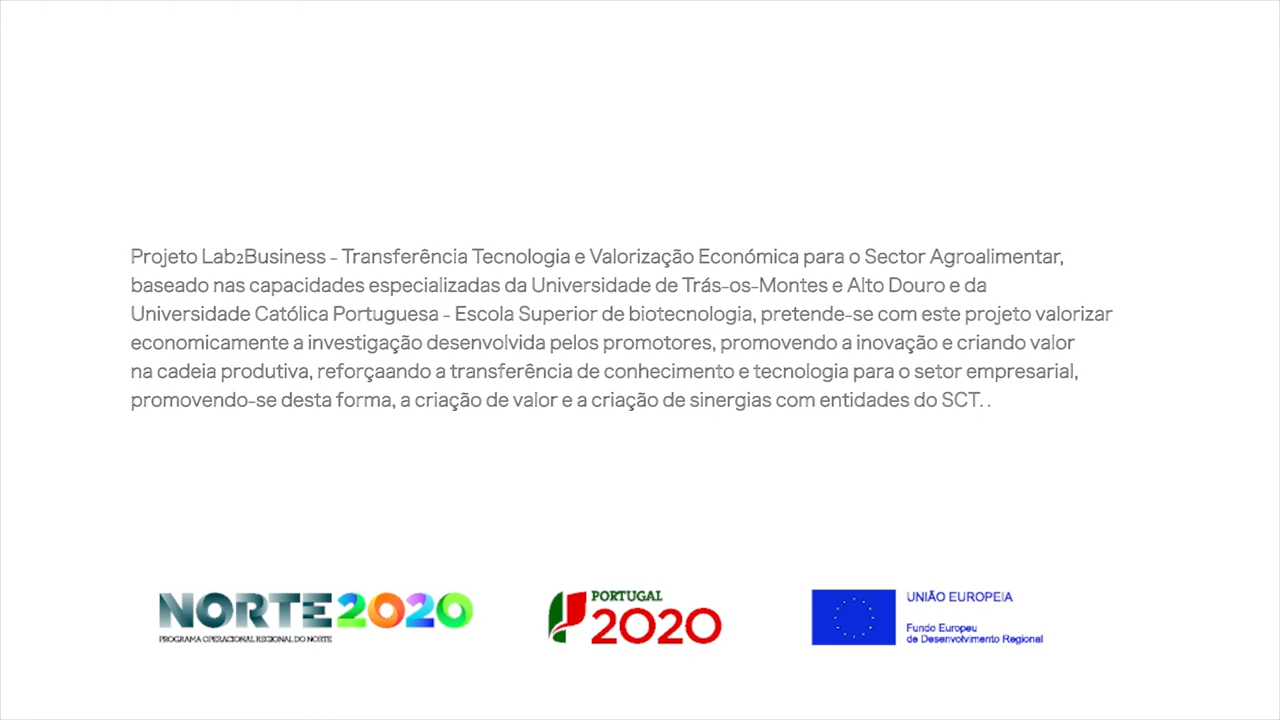 Projeto Lab2Business - Transferência Tecnologia e Valorização Económica para o Sector Agroalimentar,
baseado nas capacidades especializadas da Universidade de Trás-os-Montes e Alto Douro e da
Universidade Católica Portuguesa - Escola Superior de biotecnologia, pretende-se com este projeto valorizar
economicamente a investigação desenvolvida pelos promotores, promovendo a inovação e criando valor
na cadeia produtiva, reforçaando a transferência de conhecimento e tecnologia para o setor empresarial,
promovendo-se desta forma, a criação de valor e a criação de sinergias com entidades do SCT. .
NORTE2020
PROGRAMA OPERACIONAL REGIONAL DO NORTE
PORTUGAL
2020
UNIÃO EUROPEIA
Fundo Europeu
de Desenvolvimento Regional